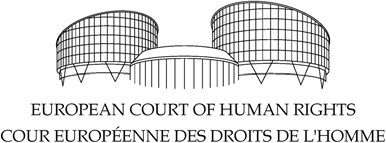 EUROPEAN COURT OF HUMAN RIGHTS
COUR EUROPÉENNE DES DROITS DE L'HOMME